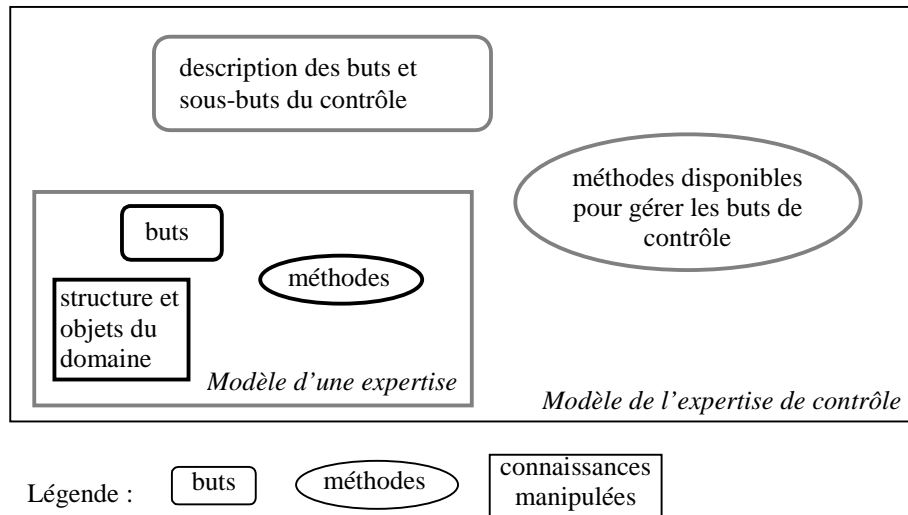 description des buts et
sous-buts du contrôle
méthodes disponibles
pour gérer les buts de
contrôle
buts
méthodes
structure et
objets du
domaine
Modèle d'une expertise
Modèle de l'expertise de contrôle
Légende :
buts
méthodes
connaissances
manipulées